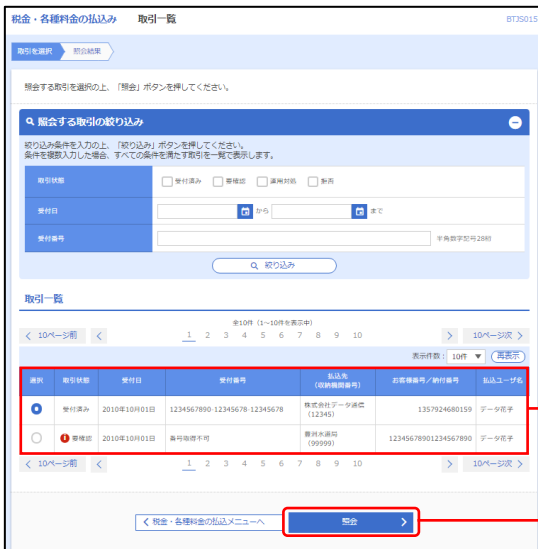 税金・各種料金の払込み 取引一覧 BTJS015
取引を選択 照会結果
照会する取引を選択の上、「照会」ボタンを押してください。
照会する取引の絞り込み
絞り込み条件を入力の上、「絞り込み」ボタンを押してください。
条件を複数入力した場合、すべての条件を満たす取引を一覧で表示します。
取引状態 受付済み 要確認 運用対処 拒否
受付日 から まで
受付番号 半角数字記号28桁
絞り込み
取引一覧
全10件（1～10件を表示中）
< 10ページ前 < 1 2 3 4 5 6 7 8 9 10 > 10ページ次 >
表示件数： 10件 ▼ 再表示
選択 取引状態 受付日 受付番号 払込先 お客様番号／納付番号 払込ユーザ名
（収納機関番号）
受付済み 2010年10月01日 1234567890-12345678-12345678 株式会社データ通信 1357924680159 データ花子
（12345）
要確認 2010年10月01日 番号取得不可 豊洲水道局 12345678901234567890 データ花子
（99999）
< 10ページ前 < 1 2 3 4 5 6 7 8 9 10 > 10ページ次 >
< 税金・各種料金の払込メニューへ 照会 >